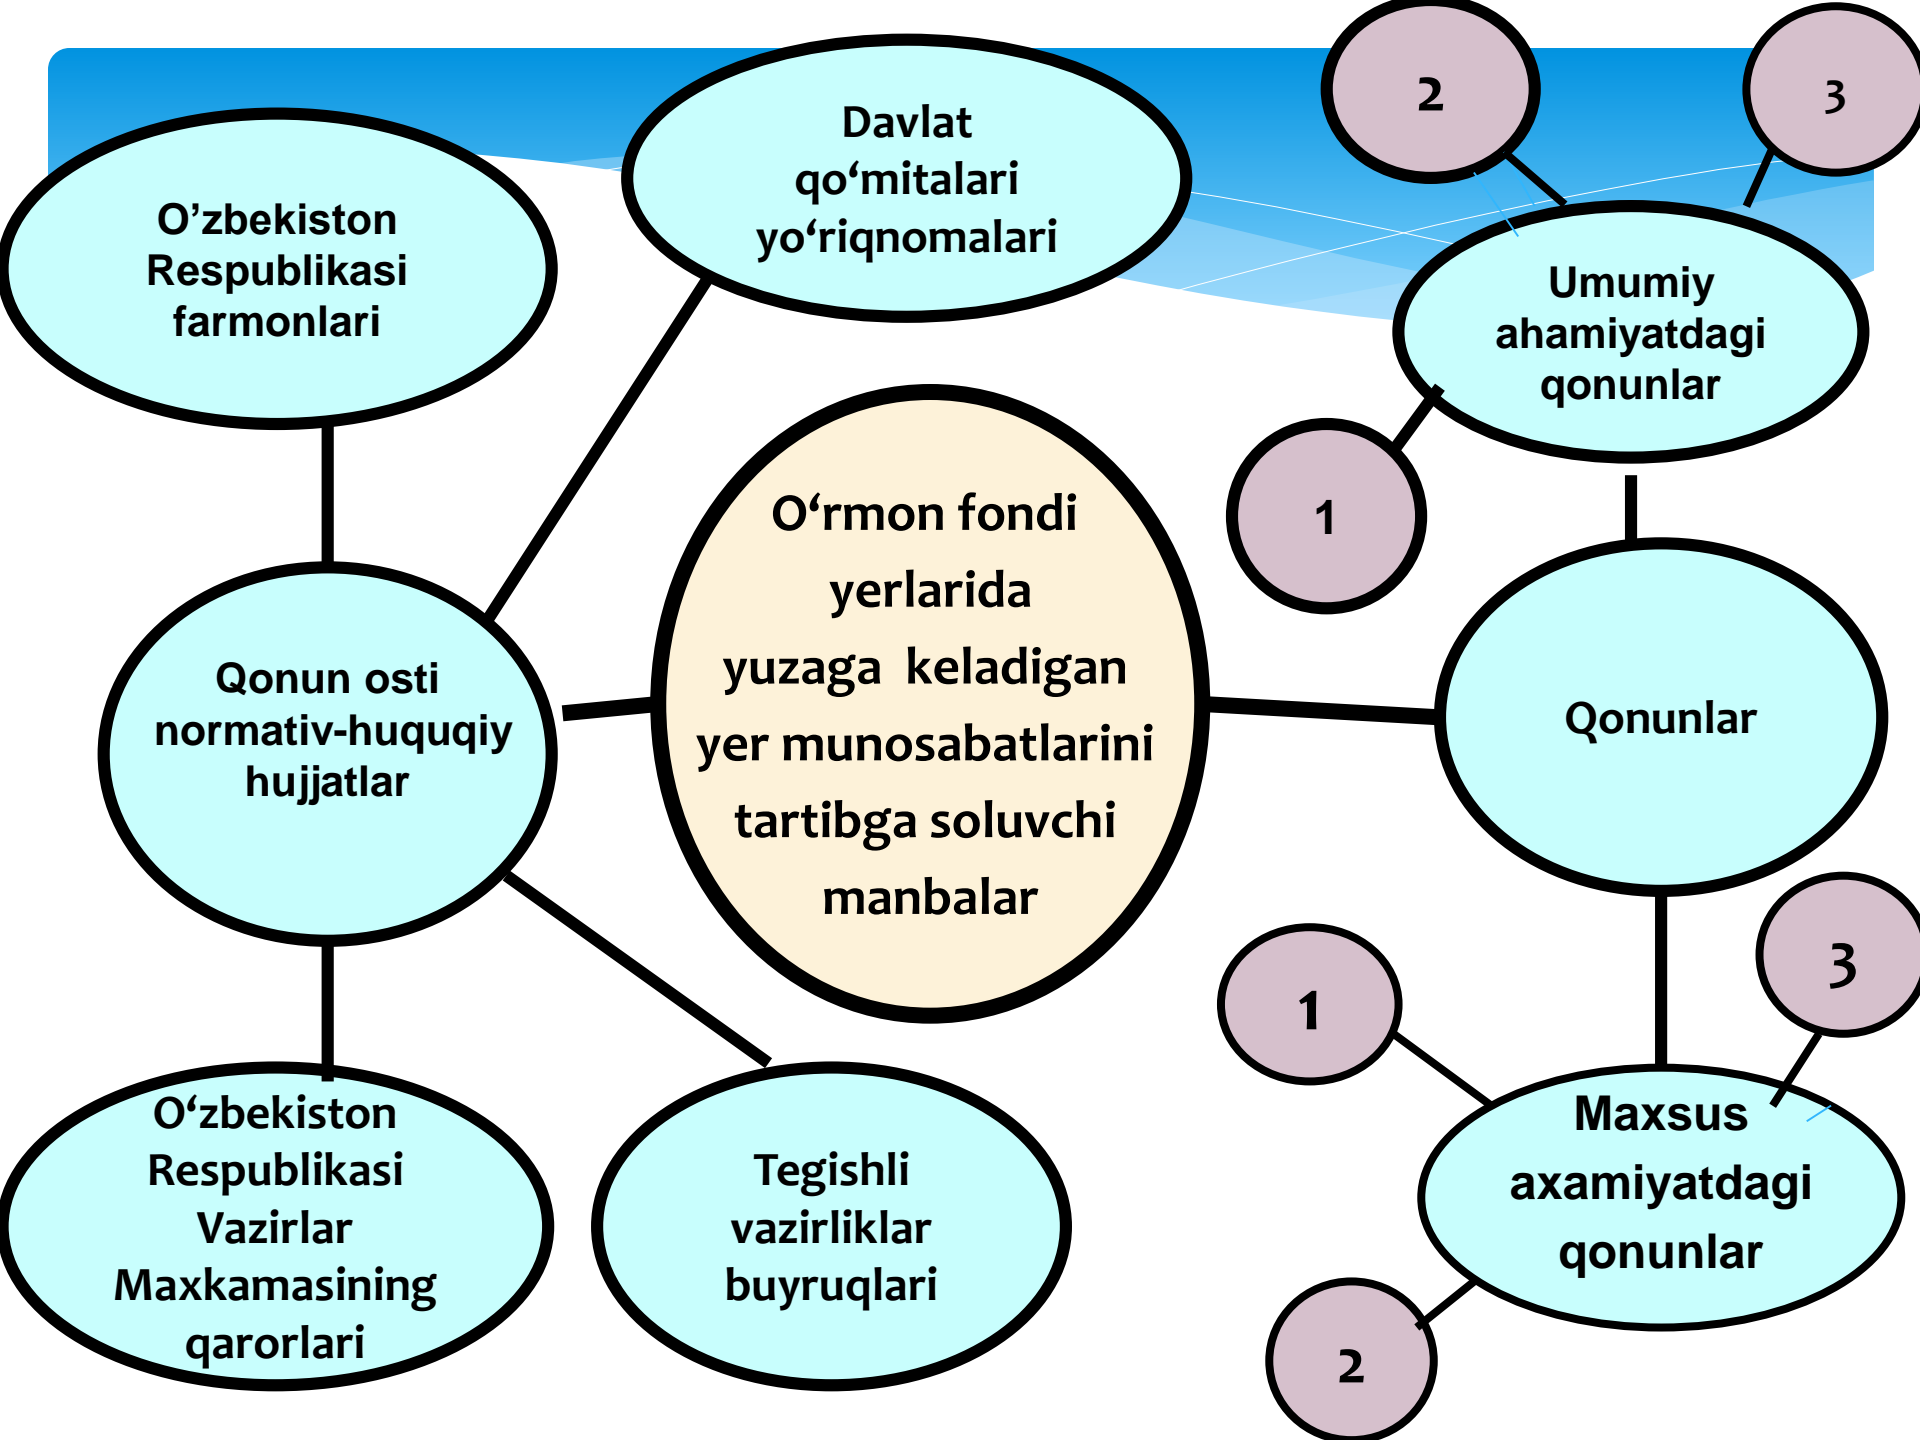 O’zbekiston
Respublikasi
farmonlari
Davlat
qo‘mitalari
yo‘riqnomalari
2
3
Umumiy
ahamiyatdagi
qonunlar
1
O‘rmon fondi
yerlarida
yuzaga keladigan
yer munosabatlarini
tartibga soluvchi
manbalar
Qonun osti
normativ-huquqiy
hujjatlar
Qonunlar
1
3
Maxsus
axamiyatdagi
qonunlar
2
O‘zbekiston
Respublikasi
Vazirlar
Maxkamasining
qarorlari
Tegishli
vazirliklar
buyruqlari